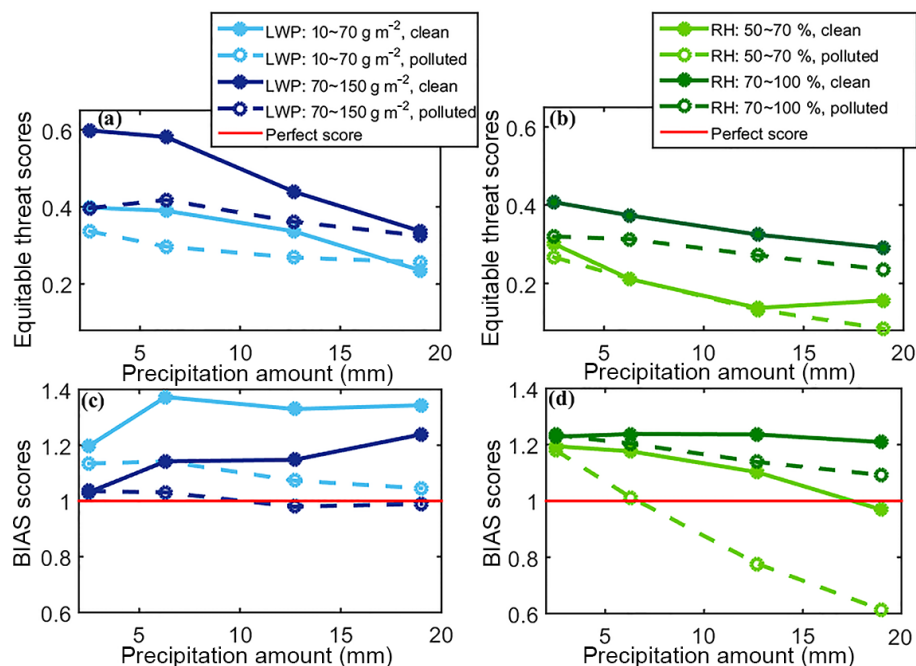 LWP: 10~70 g m⁻², clean
LWP: 10~70 g m⁻², polluted
LWP: 70~150 g m⁻², clean
LWP: 70~150 g m⁻², polluted
Perfect score
RH: 50~70 %, clean
RH: 50~70 %, polluted
RH: 70~100 %, clean
RH: 70~100 %, polluted
Perfect score
(a)
Equitable threat scores
0.6
0.4
0.2
5 10 15 20
Precipitation amount (mm)
(b)
Equitable threat scores
0.6
0.4
0.2
5 10 15 20
Precipitation amount (mm)
(c)
BIAS scores
1.4
1.2
1
0.8
0.6
5 10 15 20
Precipitation amount (mm)
(d)
BIAS scores
1.4
1.2
1
0.8
0.6
5 10 15 20
Precipitation amount (mm)